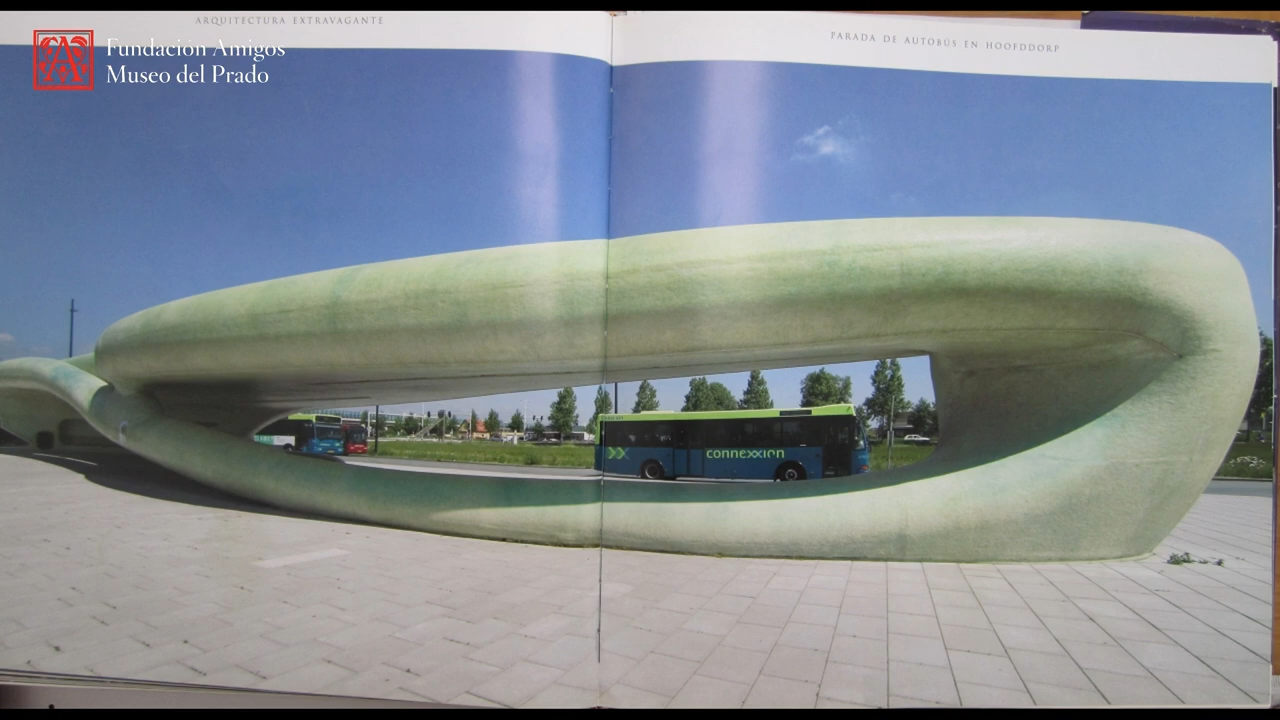 ARQUITECTURA EXTRAVAGANTE
PARADA DE AUTOBÚS EN HOOFDDORP
Fundación Amigos
Museo del Prado
connexxion